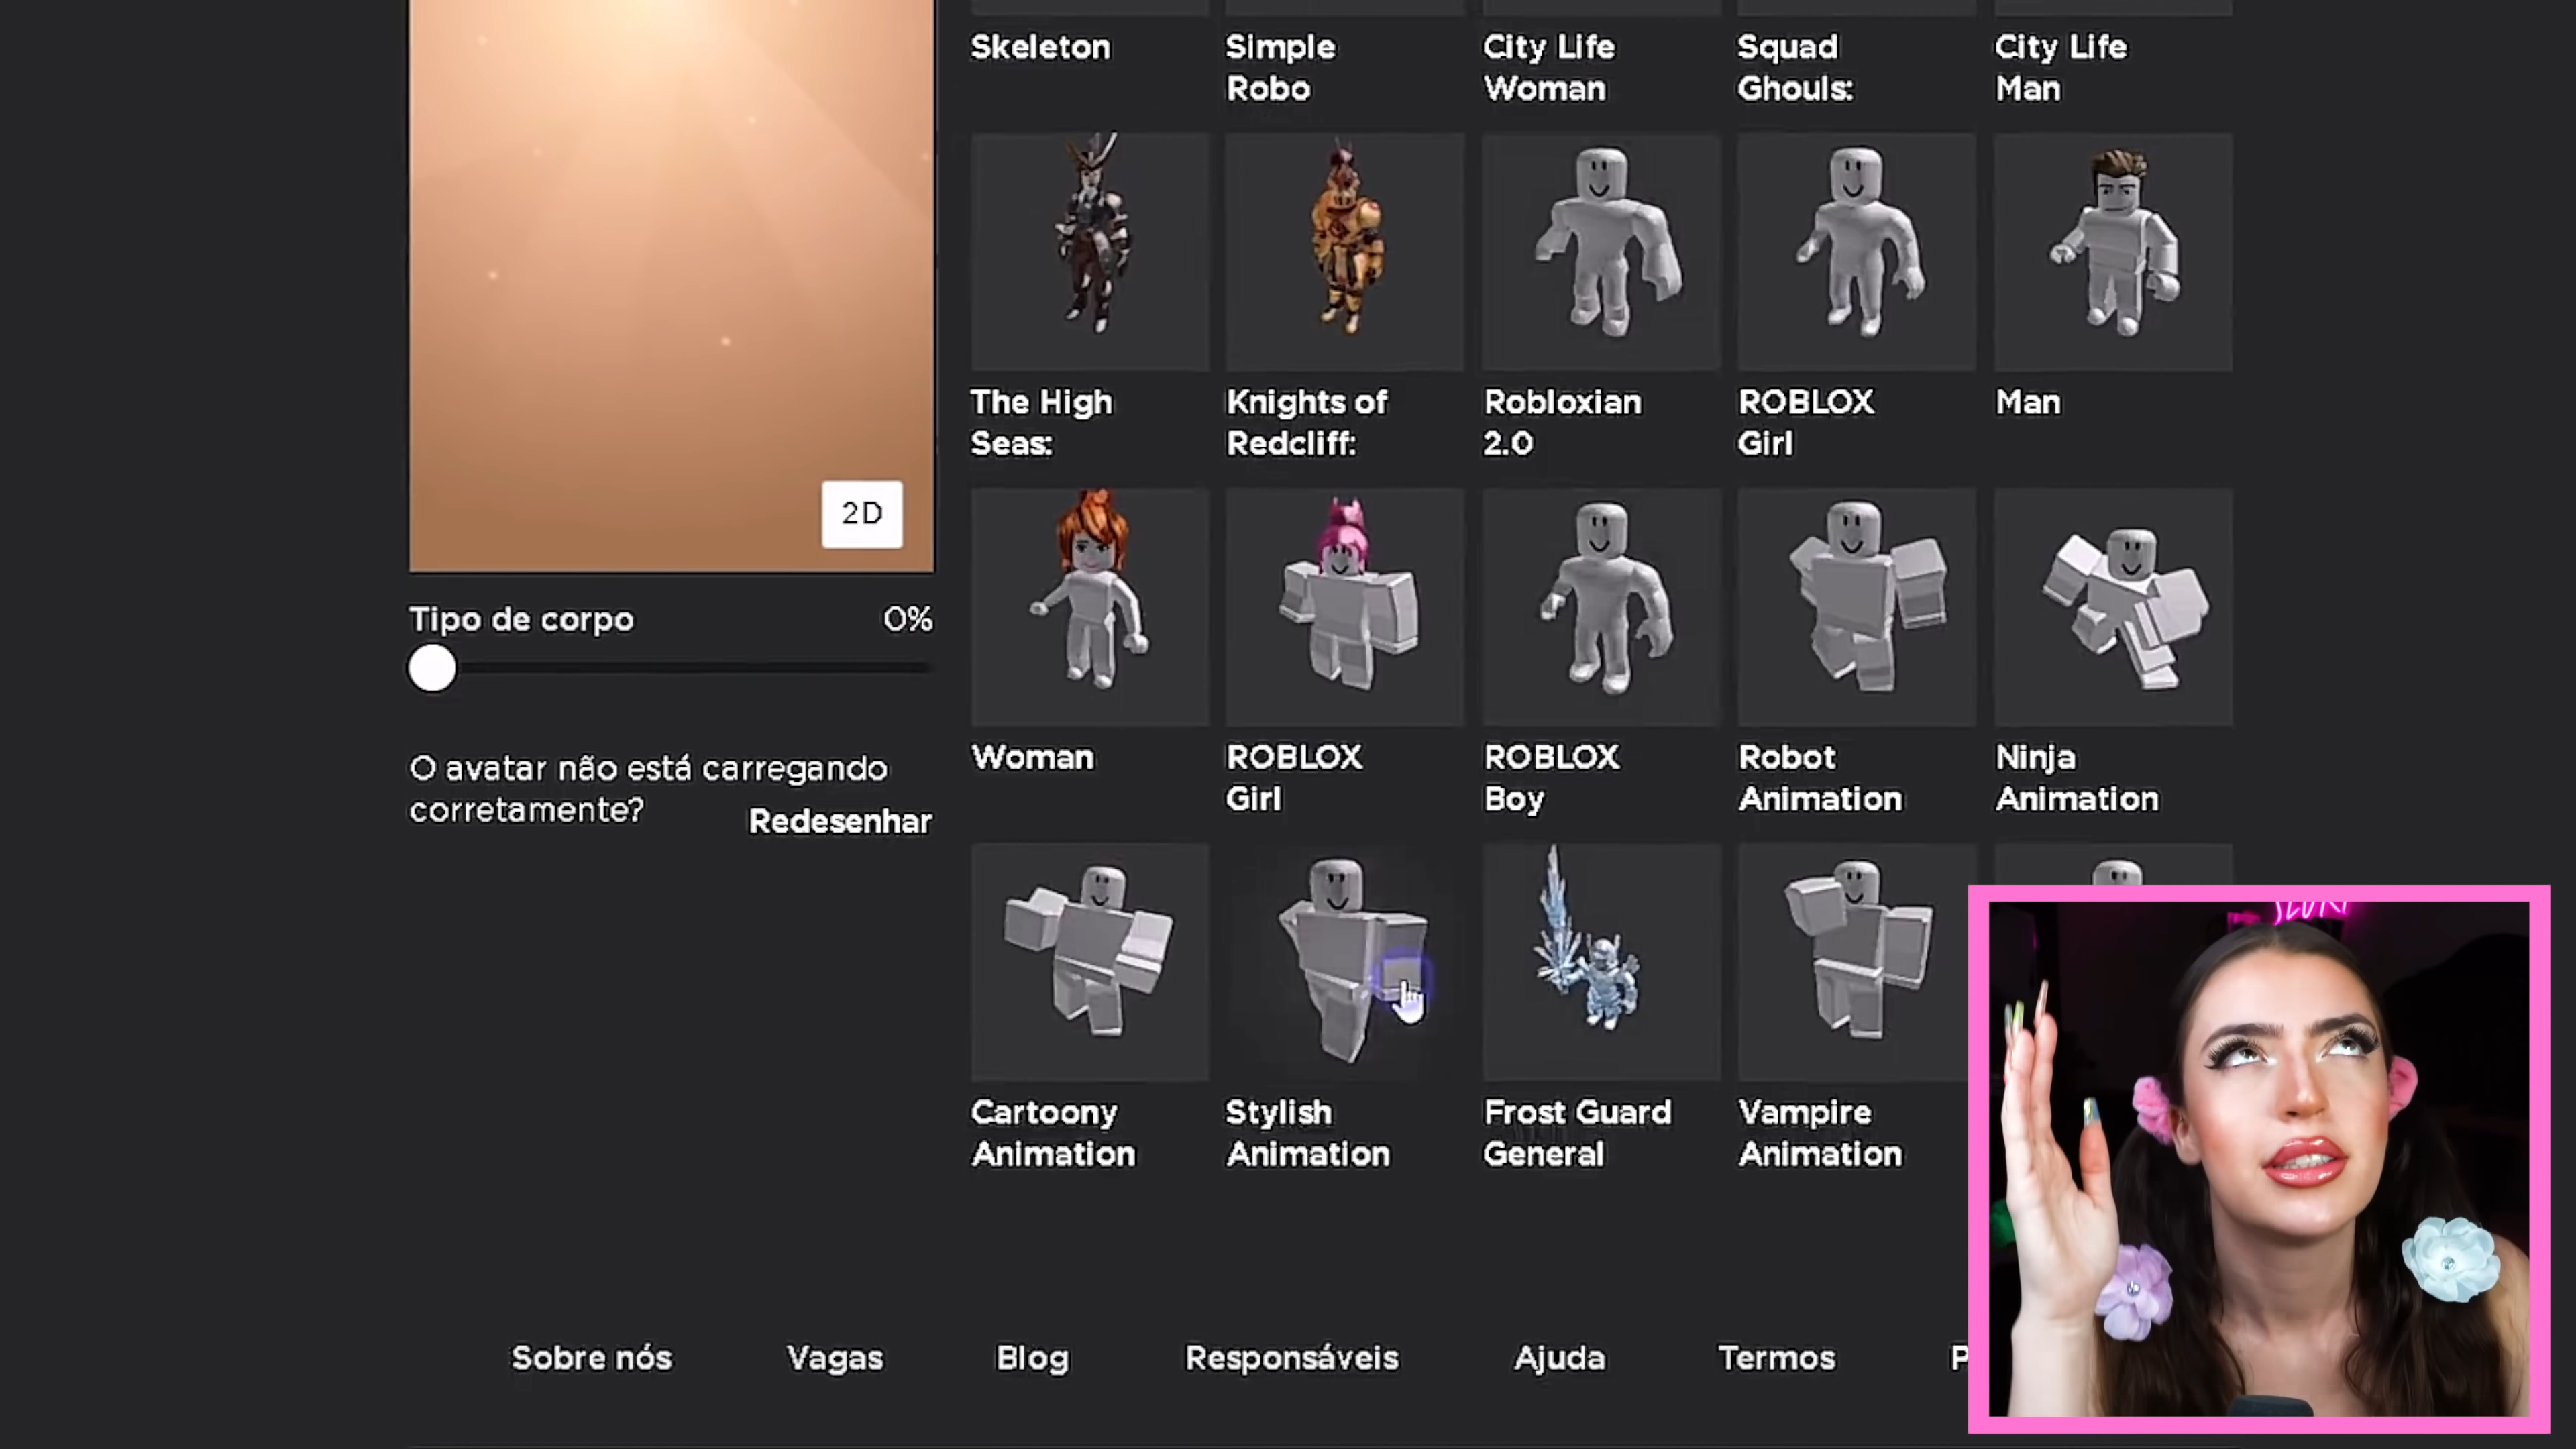 Skeleton
Simple
Robo
City Life
Woman
Squad
Ghouls:
City Life
Man
The High
Seas:
Knights of
Redcliff:
Robloxian
2.0
ROBLOX
Girl
Man
2D
Tipo de corpo 0%
O avatar não está carregando
corretamente?
Redesenhar
Woman
ROBLOX
Girl
ROBLOX
Boy
Robot
Animation
Ninja
Animation
Cartoony
Animation
Stylish
Animation
Frost Guard
General
Vampire
Animation
Sobre nós Vagas Blog Responsáveis Ajuda Termos